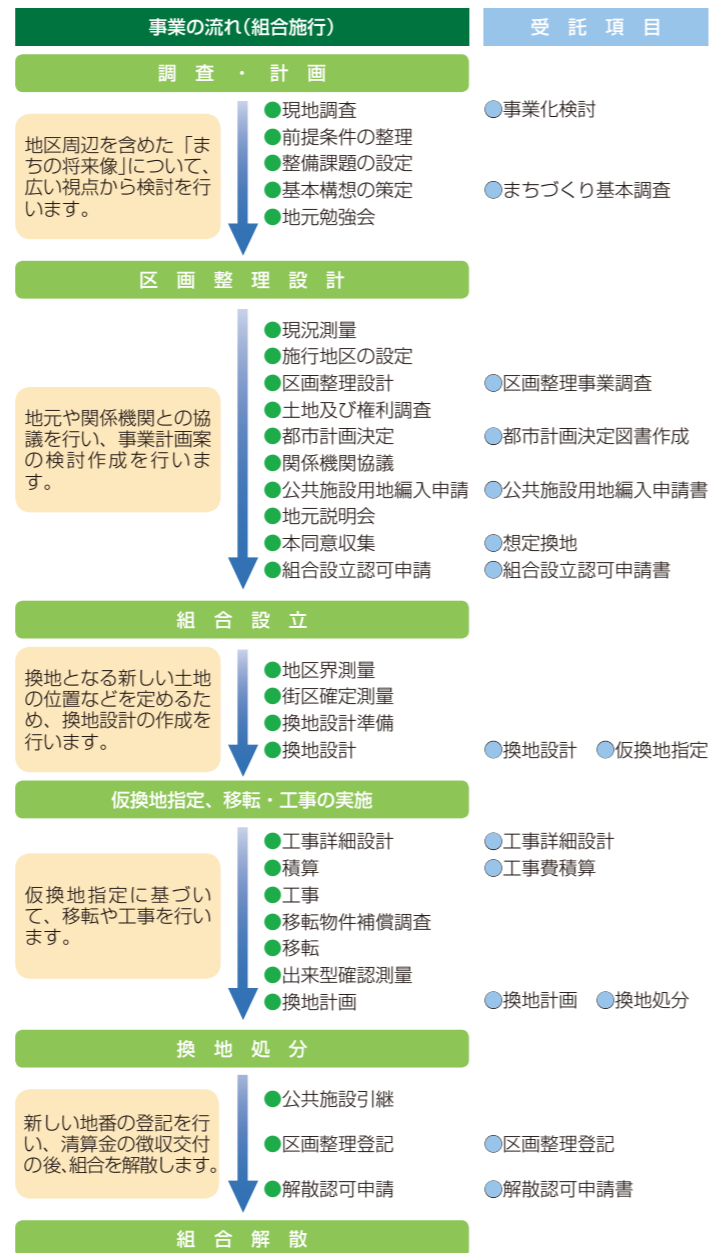 事業の流れ(組合施行)
受託項目
調査・計画
地区周辺を含めた「ま
ちの将来像」について、
広い視点から検討を行
います。
●現地調査
●事業化検討
●前提条件の整理
●整備課題の設定
●基本構想の策定
●まちづくり基本調査
●地元勉強会
区画整理設計
地元や関係機関との協
議を行い、事業計画案
の検討作成を行いま
す。
●現況測量
●施行地区の設定
●区画整理設計
●区画整理事業調査
●土地及び権利調査
●都市計画決定
●都市計画決定図書作成
●関係機関協議
●公共施設用地編入申請
●公共施設用地編入申請書
●地元説明会
●本同意収集
●想定換地
●組合設立認可申請
●組合設立認可申請書
組合設立
換地となる新しい土地
の位置などを定めるた
め、換地設計の作成を
行います。
●地区界測量
●街区確定測量
●換地設計準備
●換地設計
●換地設計 ●仮換地指定
仮換地指定、移転・工事の実施
仮換地指定に基づい
て、移転や工事を行い
ます。
●工事詳細設計
●工事詳細設計
●積算
●工事費積算
●工事
●移転物件補償調査
●移転
●出来型確認測量
●換地計画
●換地計画 ●換地処分
換地処分
新しい地番の登記を行
い、清算金の徴収交付
の後、組合を解散します。
●公共施設引継
●区画整理登記
●区画整理登記
●解散認可申請
●解散認可申請書
組合解散